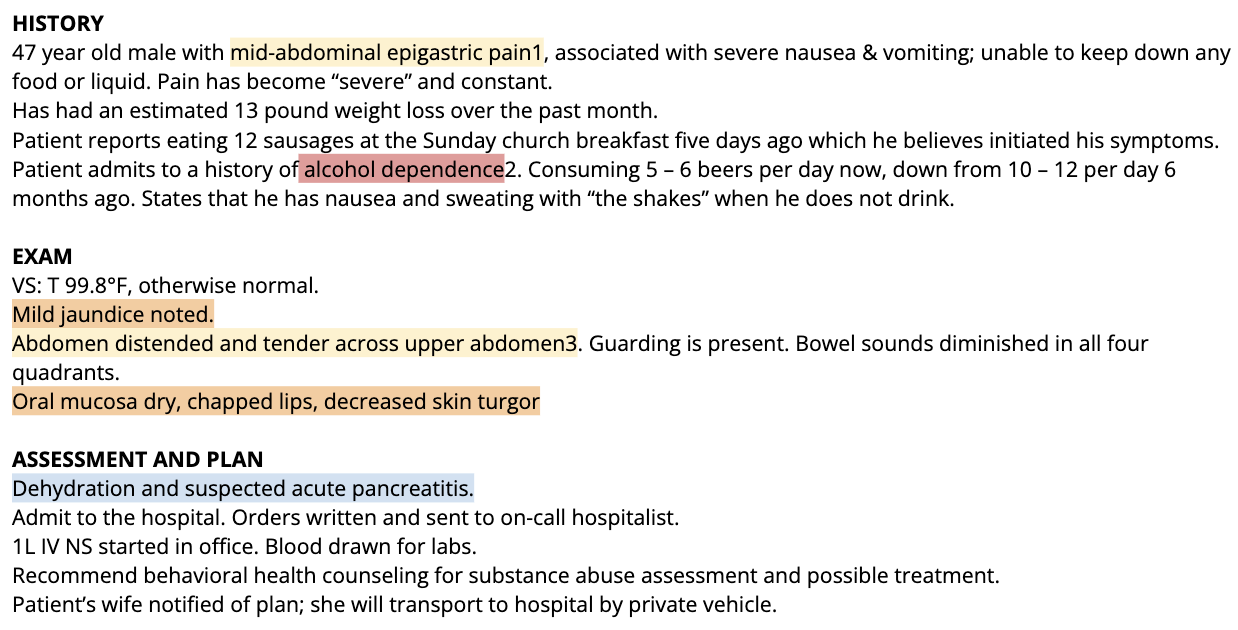 HISTORY
47 year old male with mid-abdominal epigastric pain1, associated with severe nausea & vomiting; unable to keep down any
food or liquid. Pain has become “severe” and constant.
Has had an estimated 13 pound weight loss over the past month.
Patient reports eating 12 sausages at the Sunday church breakfast five days ago which he believes initiated his symptoms.
Patient admits to a history of alcohol dependence2. Consuming 5 – 6 beers per day now, down from 10 – 12 per day 6
months ago. States that he has nausea and sweating with “the shakes” when he does not drink.
EXAM
VS: T 99.8°F, otherwise normal.
Mild jaundice noted.
Abdomen distended and tender across upper abdomen3. Guarding is present. Bowel sounds diminished in all four
quadrants.
Oral mucosa dry, chapped lips, decreased skin turgor
ASSESSMENT AND PLAN
Dehydration and suspected acute pancreatitis.
Admit to the hospital. Orders written and sent to on-call hospitalist.
1L IV NS started in office. Blood drawn for labs.
Recommend behavioral health counseling for substance abuse assessment and possible treatment.
Patient’s wife notified of plan; she will transport to hospital by private vehicle.